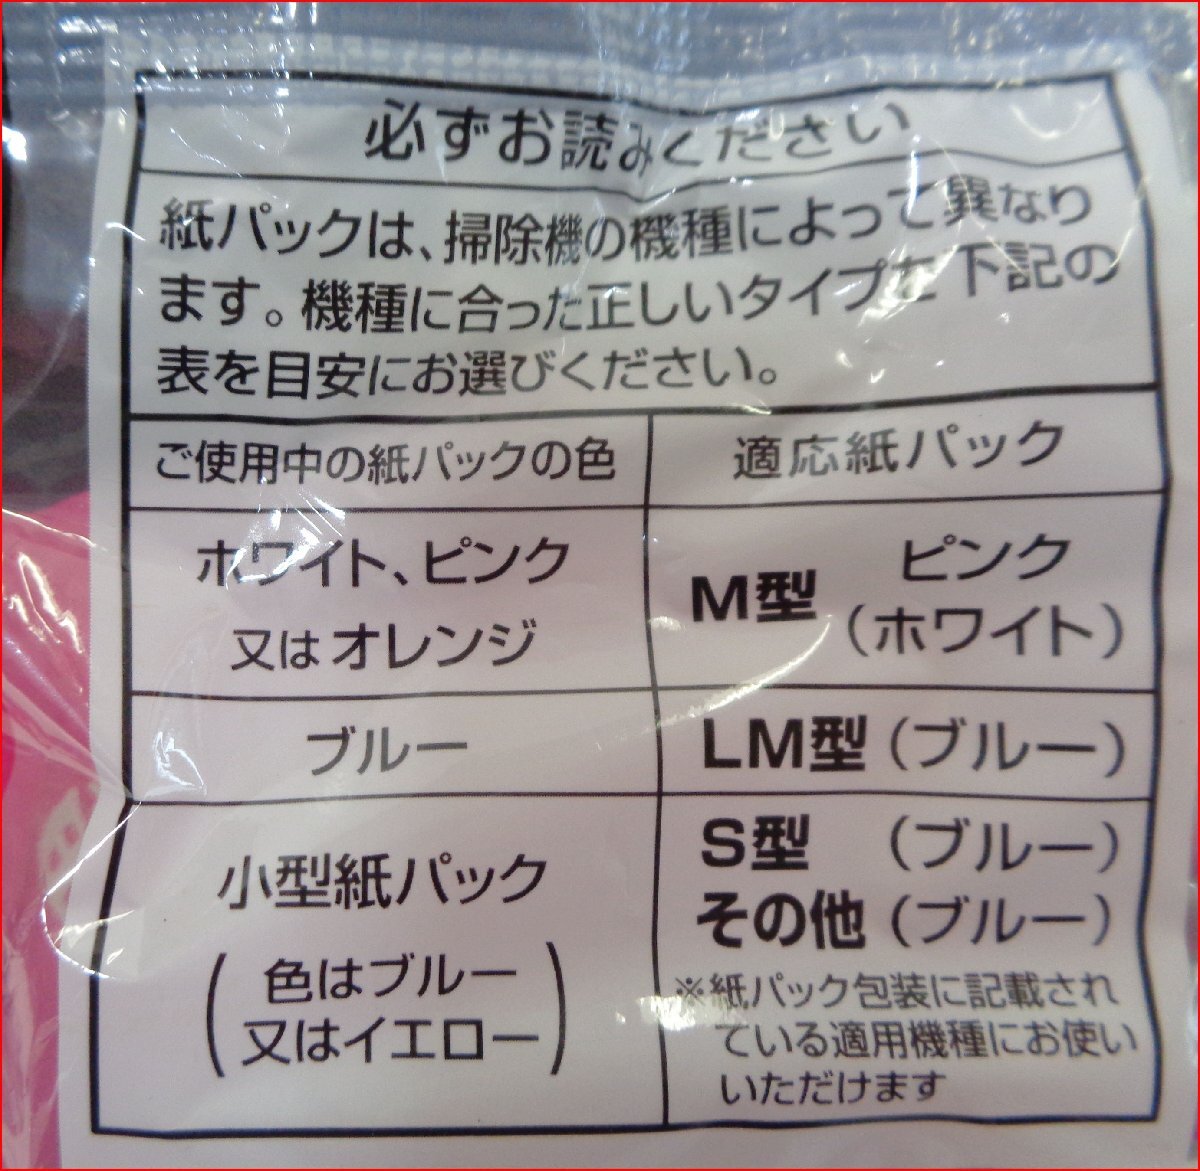 必ずお読みください
紙パックは、掃除機の機種によって異なり
ます。機種に合った正しいタイプを下記の
表を目安にお選びください。
ご使用中の紙パックの色
適応紙パック
ホワイト、ピンク
又はオレンジ
M型
ピンク
(ホワイト)
ブルー
LM型(ブルー)
小型紙パック
(色はブルー
又はイエロー)
S型 (ブルー)
その他(ブルー)
※紙パック包装に記載され
ている適用機種にお使い
いただけます